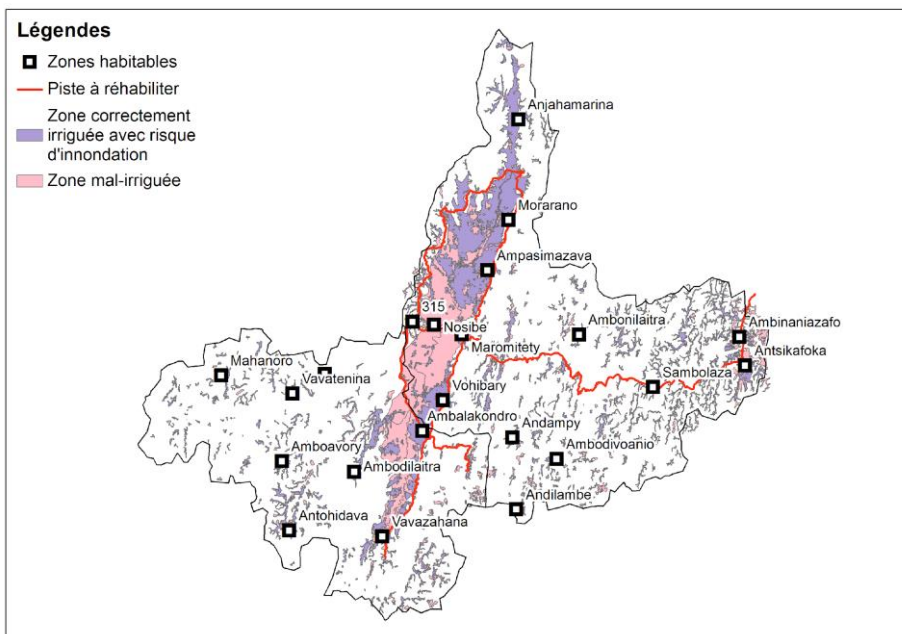 Légendes
Zones habitables
Piste à réhabiliter
Zone correctement
irriguée avec risque
d'innondation
Zone mal-irriguée
Anjahamarina
Morarano
Ampasimazava
315
Nosibe
Maromitety
Ambonilaitra
Ambinaniazafo
Antsikafoka
Sambolaza
Mahanoro
Vavatenina
Vohibary
Ambalakondro
Andampy
Ambodivoanio
Amboavory
Ambodilaitra
Andilambe
Antohidava
Vavazahana